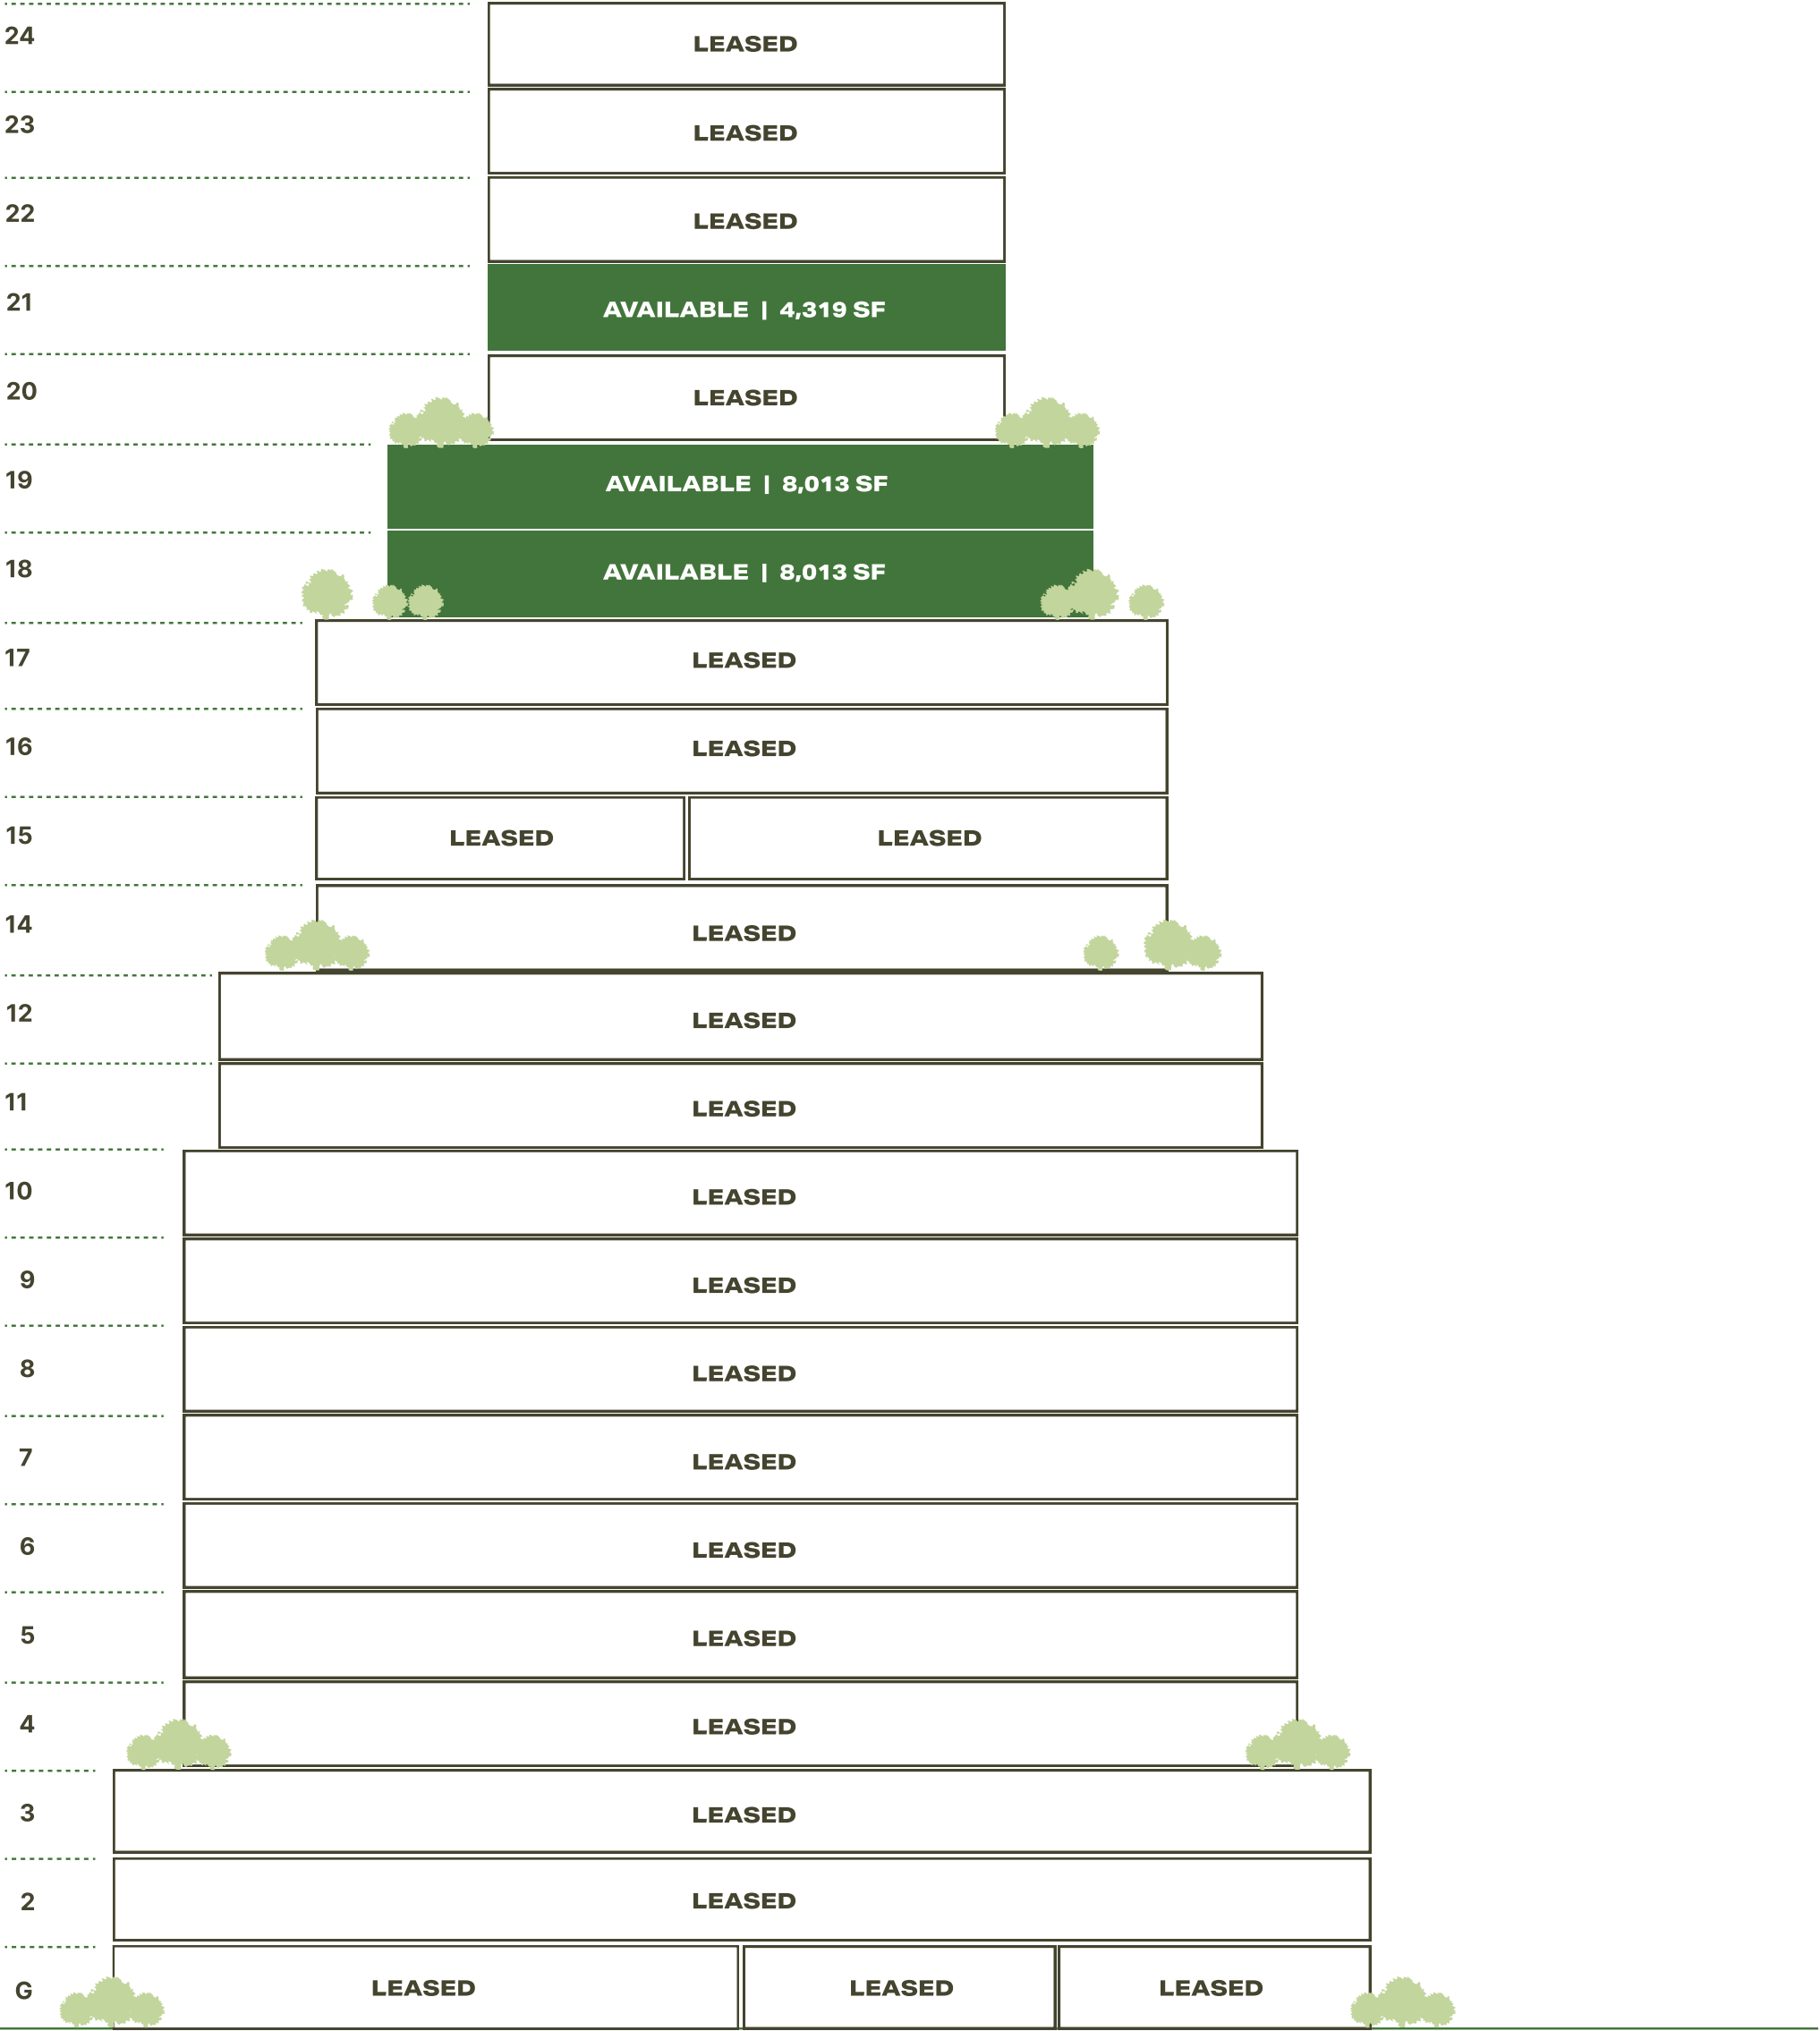 24 LEASED
23 LEASED
22 LEASED
21 AVAILABLE | 4,319 SF
20 LEASED
19 AVAILABLE | 8,013 SF
18 AVAILABLE | 8,013 SF
17 LEASED
16 LEASED
15 LEASED LEASED
14 LEASED
12 LEASED
11 LEASED
10 LEASED
9 LEASED
8 LEASED
7 LEASED
6 LEASED
5 LEASED
4 LEASED
3 LEASED
2 LEASED
G LEASED LEASED LEASED